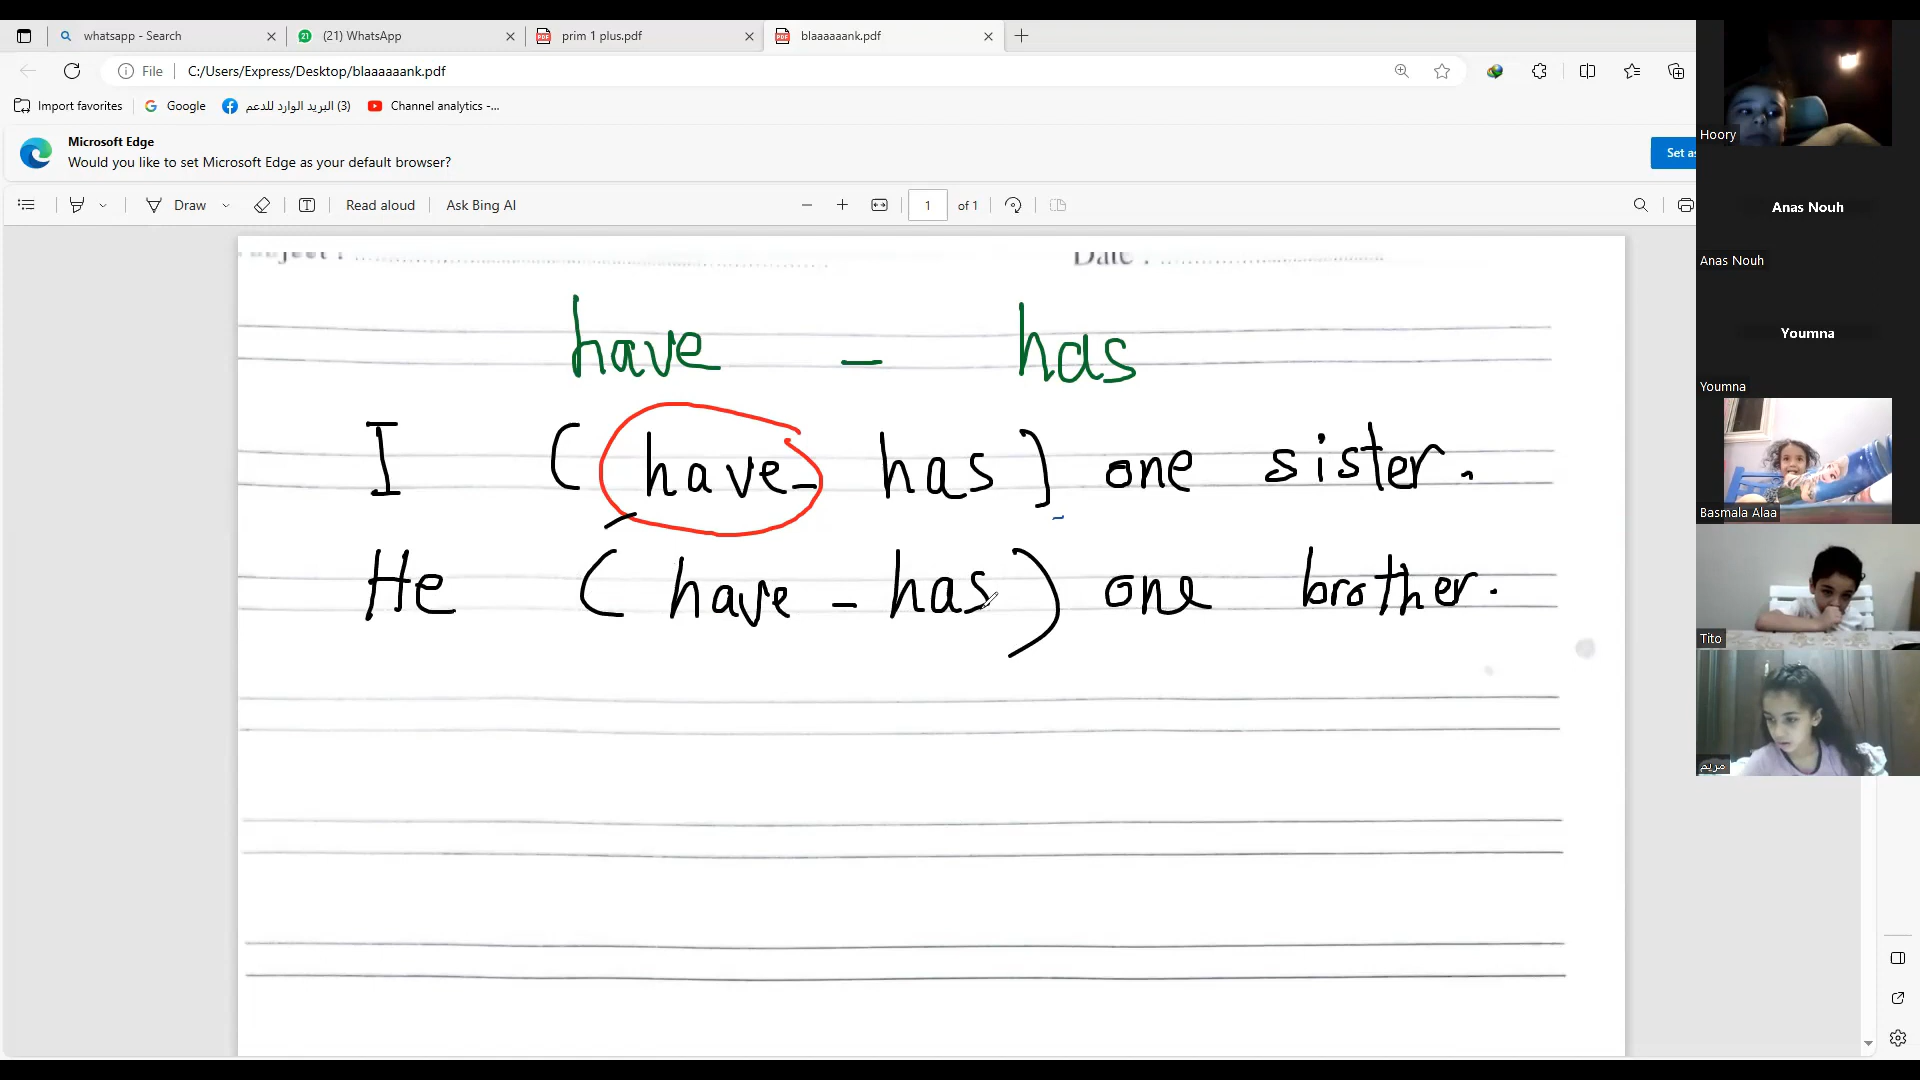 whatsapp - Search
(21) WhatsApp
prim 1 plus.pdf
blaaaaaank.pdf
File
C:/Users/Express/Desktop/blaaaaaank.pdf
Import favorites
Google
(3) البريد الوارد للدعم
Channel analytics -...
Microsoft Edge
Would you like to set Microsoft Edge as your default browser?
Set as
Draw
Read aloud
Ask Bing AI
1
of 1
Date :
have - has
I ( have - has ) one sister.
He ( have - has ) one brother.
Hoory
Anas Nouh
Anas Nouh
Youmna
Youmna
Basmala Alaa
Tito
مريم